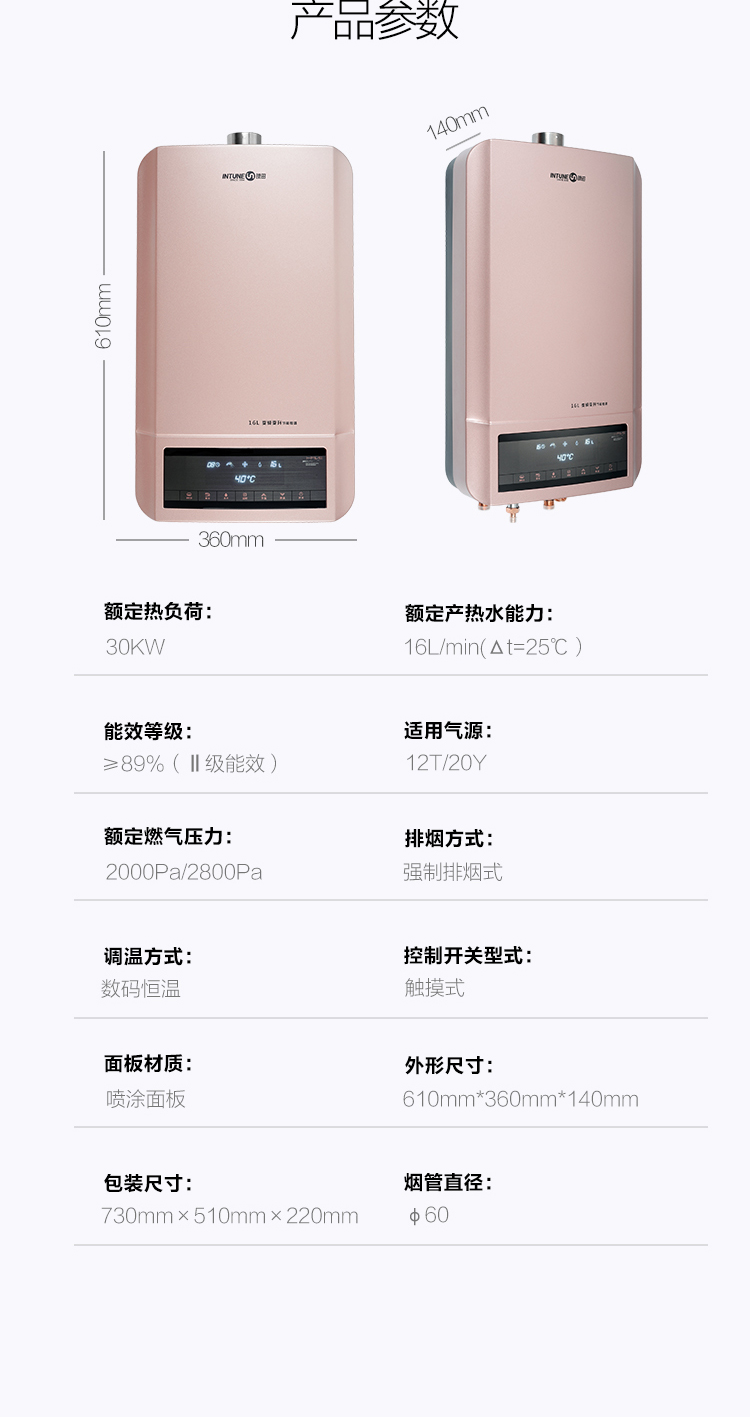 产品参数
140mm
INTUNE
INTUNE
610mm
16L
16L
16L
40°C
40°C
360mm
额定热负荷：
额定产热水能力：
30KW
16L/min(Δt=25℃ ）
能效等级：
适用气源：
≥89%（ Ⅱ级能效 ）
12T/20Y
额定燃气压力：
排烟方式：
2000Pa/2800Pa
强制排烟式
调温方式：
控制开关型式：
数码恒温
触摸式
面板材质：
外形尺寸：
喷涂面板
610mm*360mm*140mm
包装尺寸：
烟管直径：
730mm×510mm×220mm
ф60